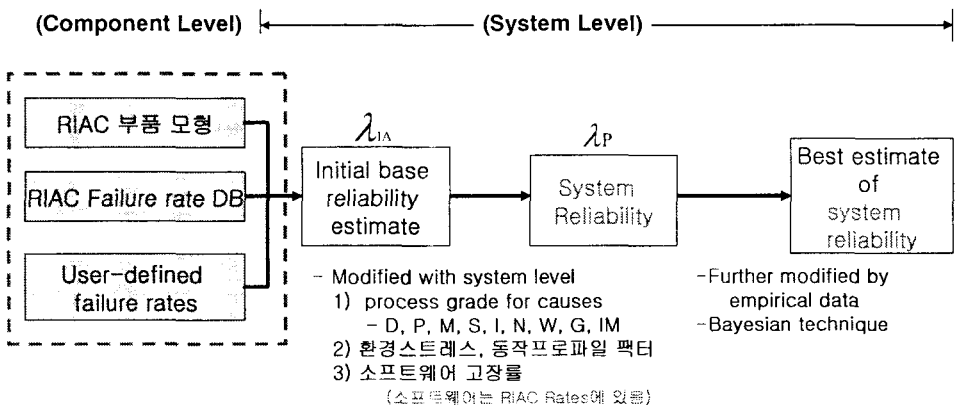 (Component Level)
(System Level)
RIAC 부품 모형
RIAC Failure rate DB
User-defined
failure rates
λIA
Initial base
reliability
estimate
λP
System
Reliability
Best estimate
of
system
reliability
- Modified with system level
1) process grade for causes
- D, P, M, S, I, N, W, G, IM
2) 환경스트레스, 동작프로파일 팩터
3) 소프트웨어 고장률
(소프트웨어는 RIAC Rates에 있음)
-Further modified by
empirical data
-Bayesian technique